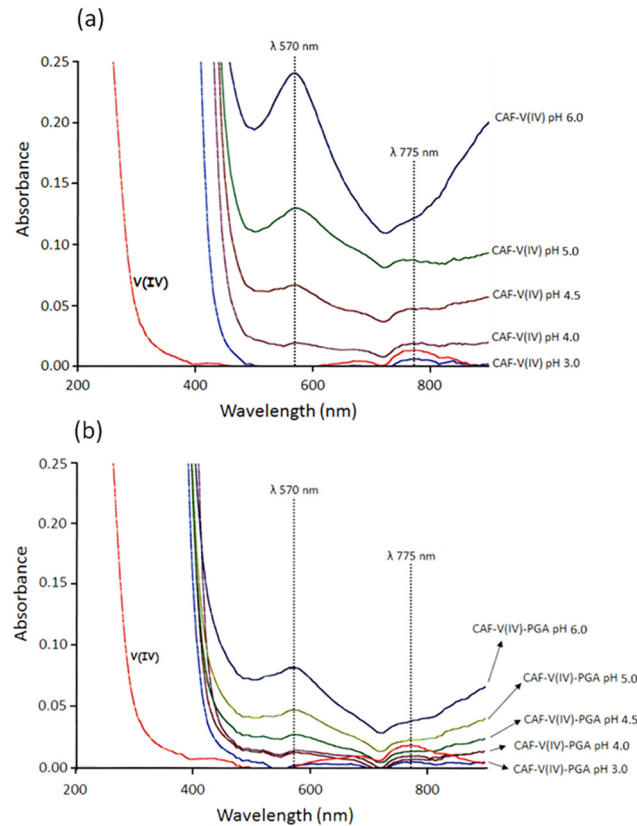 (a)
λ 570 nm
0.25
CAF-V(IV) pH 6.0
0.20
λ 775 nm
0.15
CAF-V(IV) pH 5.0
0.10
V(IV)
CAF-V(IV) pH 4.5
0.05
CAF-V(IV) pH 4.0
0.00
CAF-V(IV) pH 3.0
200 400 600 800
Absorbance
Wavelength (nm)
(b)
0.25
λ 570 nm
0.20
λ 775 nm
0.15
CAF-V(IV)-PGA pH 6.0
0.10
V(IV)
CAF-V(IV)-PGA pH 5.0
0.05
CAF-V(IV)-PGA pH 4.5
CAF-V(IV)-PGA pH 4.0
0.00
CAF-V(IV)-PGA pH 3.0
200 400 600 800
Absorbance
Wavelength (nm)